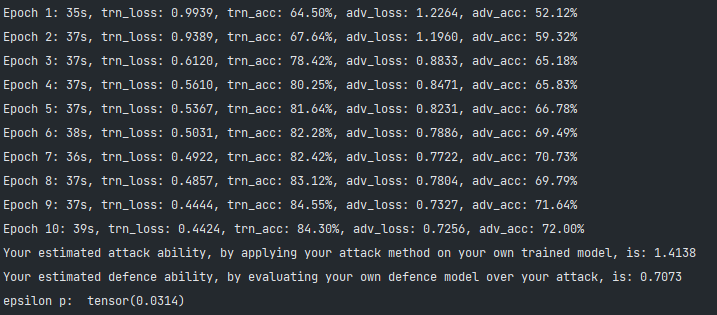 Epoch 1: 35s, trn_loss: 0.9939, trn_acc: 64.50%, adv_loss: 1.2264, adv_acc: 52.12%
Epoch 2: 37s, trn_loss: 0.9389, trn_acc: 67.64%, adv_loss: 1.1960, adv_acc: 59.32%
Epoch 3: 37s, trn_loss: 0.6120, trn_acc: 78.42%, adv_loss: 0.8833, adv_acc: 65.18%
Epoch 4: 37s, trn_loss: 0.5610, trn_acc: 80.25%, adv_loss: 0.8471, adv_acc: 65.83%
Epoch 5: 37s, trn_loss: 0.5367, trn_acc: 81.64%, adv_loss: 0.8231, adv_acc: 66.78%
Epoch 6: 38s, trn_loss: 0.5031, trn_acc: 82.28%, adv_loss: 0.7886, adv_acc: 69.49%
Epoch 7: 36s, trn_loss: 0.4922, trn_acc: 82.42%, adv_loss: 0.7722, adv_acc: 70.73%
Epoch 8: 37s, trn_loss: 0.4857, trn_acc: 83.12%, adv_loss: 0.7804, adv_acc: 69.79%
Epoch 9: 37s, trn_loss: 0.4444, trn_acc: 84.55%, adv_loss: 0.7327, adv_acc: 71.64%
Epoch 10: 39s, trn_loss: 0.4424, trn_acc: 84.30%, adv_loss: 0.7256, adv_acc: 72.00%
Your estimated attack ability, by applying your attack method on your own trained model, is: 1.4138
Your estimated defence ability, by evaluating your own defence model over your attack, is: 0.7073
epsilon p:  tensor(0.0314)